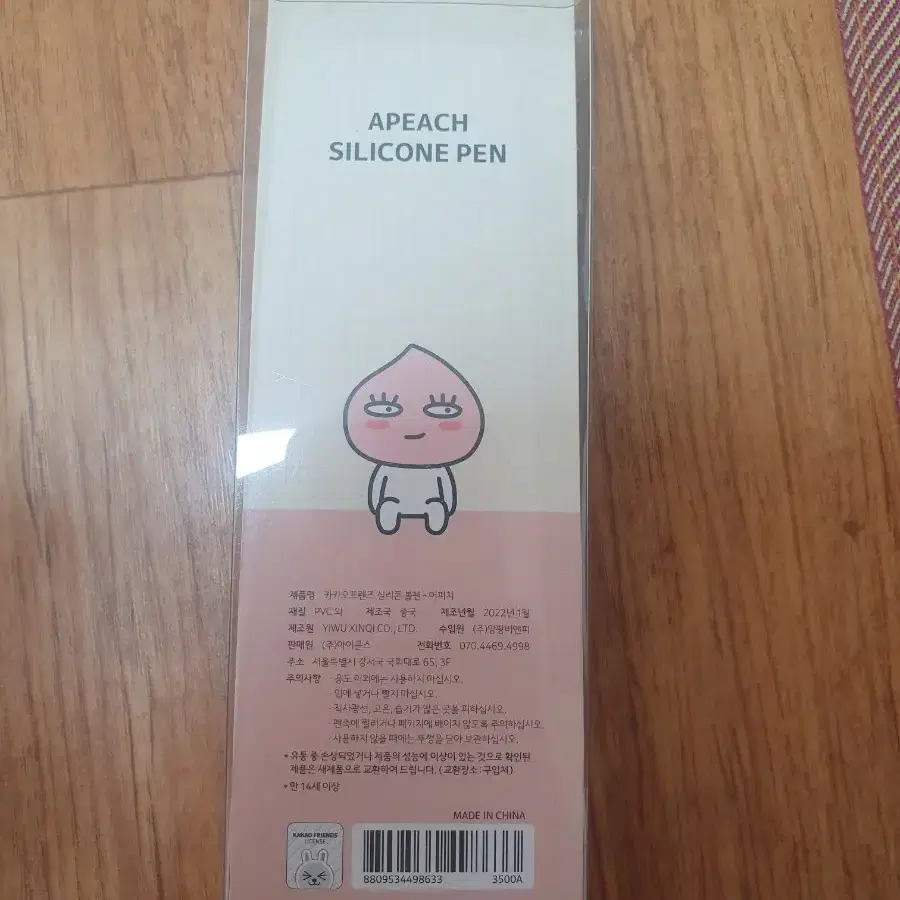 APEACH
SILICONE PEN
제품명 카카오프렌즈 실리콘 볼펜 - 어피치
재질 PVC 외 제조국 중국 제조년월 2022년 1월
제조원 YIWU XINQI CO., LTD. 수입원 (주)앙팡비앤피
판매원 (주)아이콘스 전화번호 070.4469.4998
주소 서울특별시 강서구 국회대로 65, 3F
주의사항 · 용도 이외에는 사용하지 마십시오.
· 입에 넣거나 빨지 마십시오.
· 직사광선, 고온, 습기가 많은 곳을 피하십시오.
· 펜촉에 찔리거나 패키지에 베이지 않도록 주의하십시오.
· 사용하지 않을 때에는 뚜껑을 닫아 보관하십시오.
* 유통 중 손상되었거나 제품의 성능에 이상이 있는 것으로 확인된
제품은 새제품으로 교환하여 드립니다. (교환장소 : 구입처)
* 만 14세 이상
MADE IN CHINA
KAKAO FRIENDS
LICENSE
8809534498633 3500A